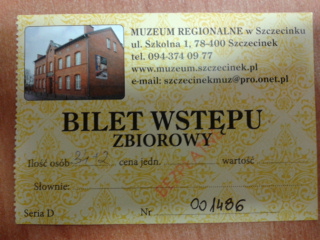 MUZEUM REGIONALNE w Szczecinku
ul. Szkolna 1, 78-400 Szczecinek
tel. 094-374 09 77
www.muzeum.szczecinek.pl
e-mail: szczecinekmuz@pro.onet.pl
BILET WSTĘPU
ZBIOROWY
Ilość osób cena jedn. wartość
Słownie:
Seria D Nr 001486